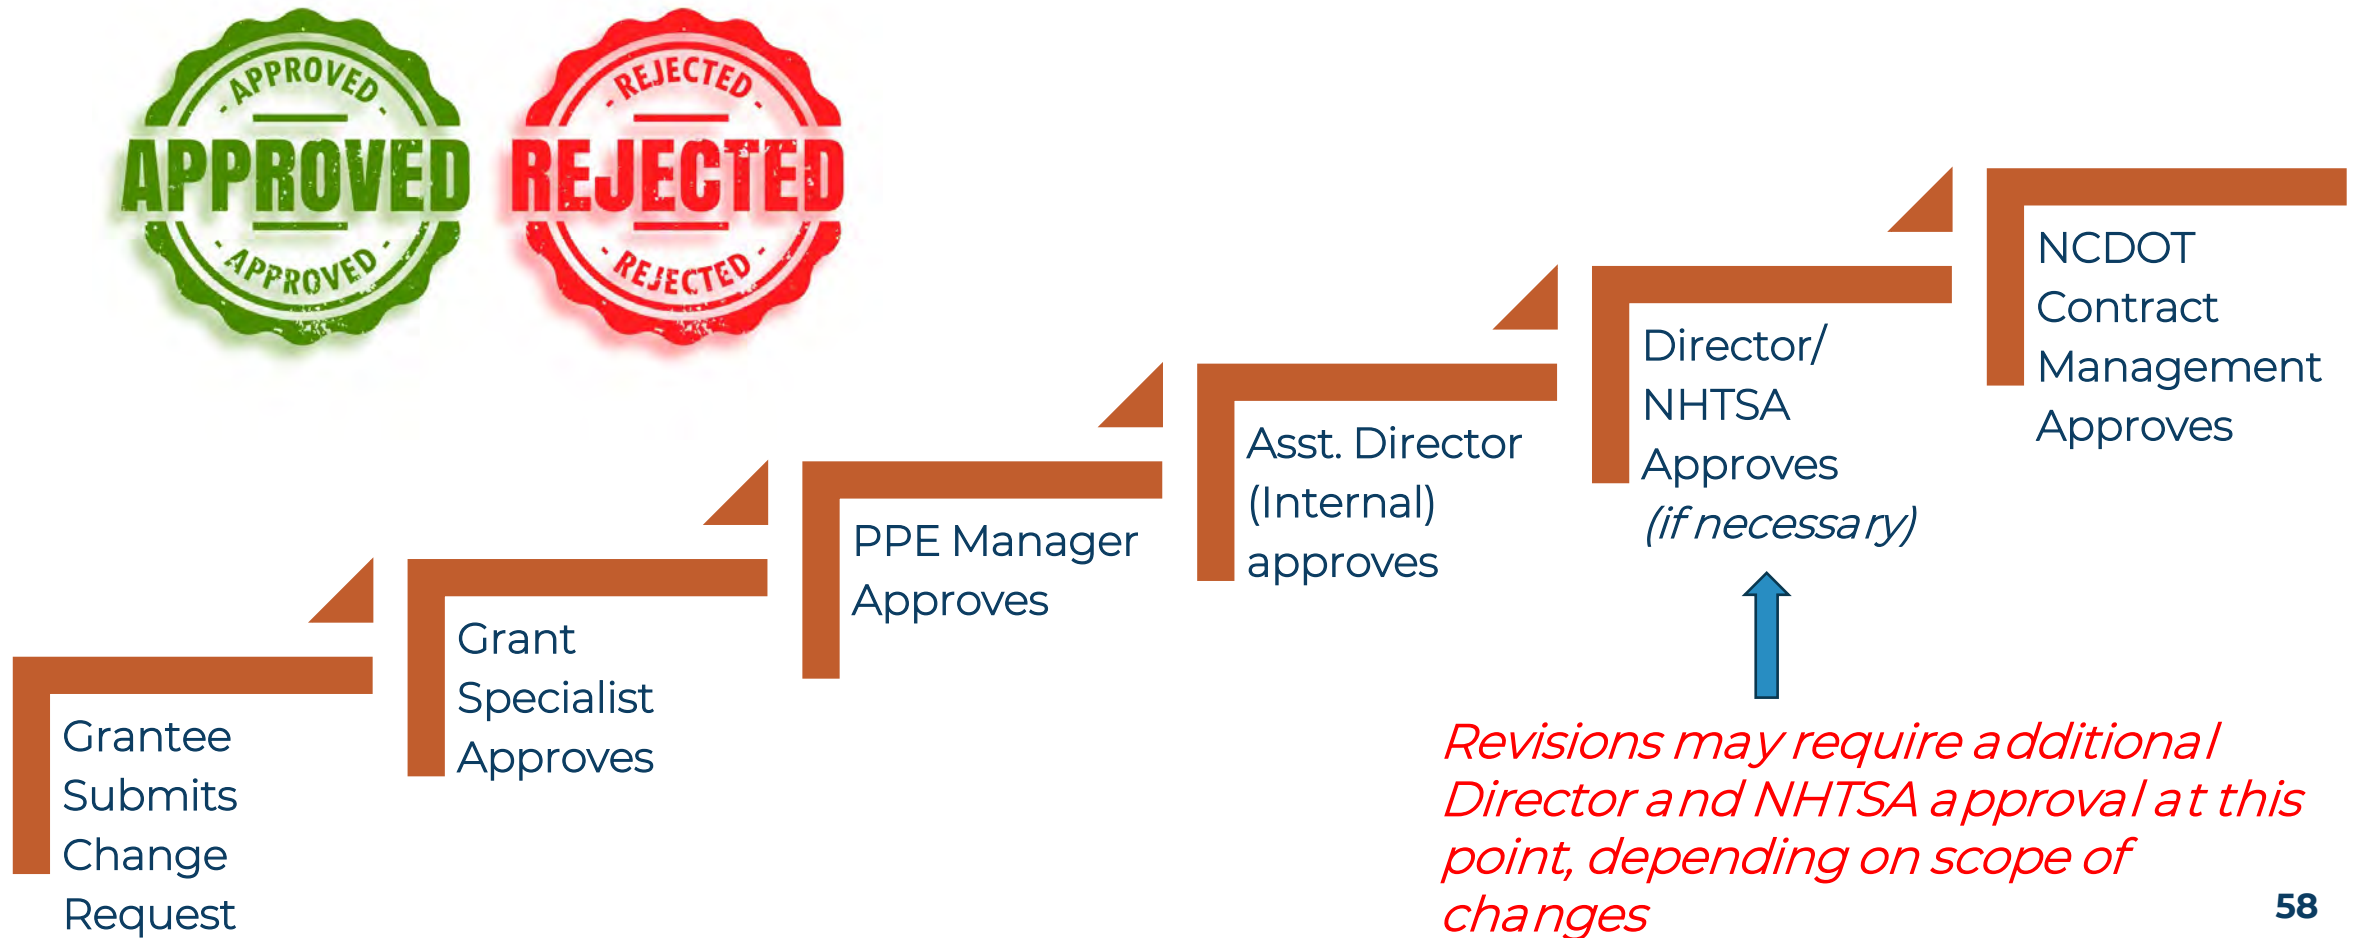 - APPROVED -
APPROVED
- APPROVED -
- REJECTED -
REJECTED
- REJECTED -
Grantee
Submits
Change
Request
Grant
Specialist
Approves
PPE Manager
Approves
Asst. Director
(Internal)
approves
Director/
NHTSA
Approves
(if necessary)
NCDOT
Contract
Management
Approves
Revisions may require additional
Director and NHTSA approval at this
point, depending on scope of
changes
58